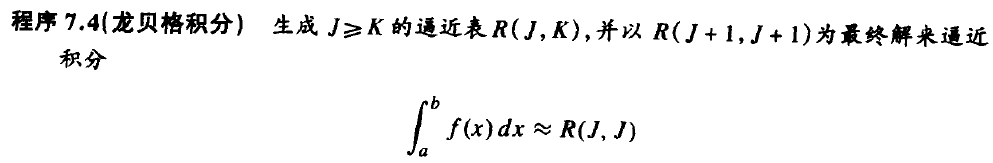 程序 7.4(龙贝格积分) 生成 J⩾K 的逼近表 R(J,K),并以 R(J+1,J+1)为最终解来逼近
积分
∫_a^b f(x)dx ≈ R(J, J)